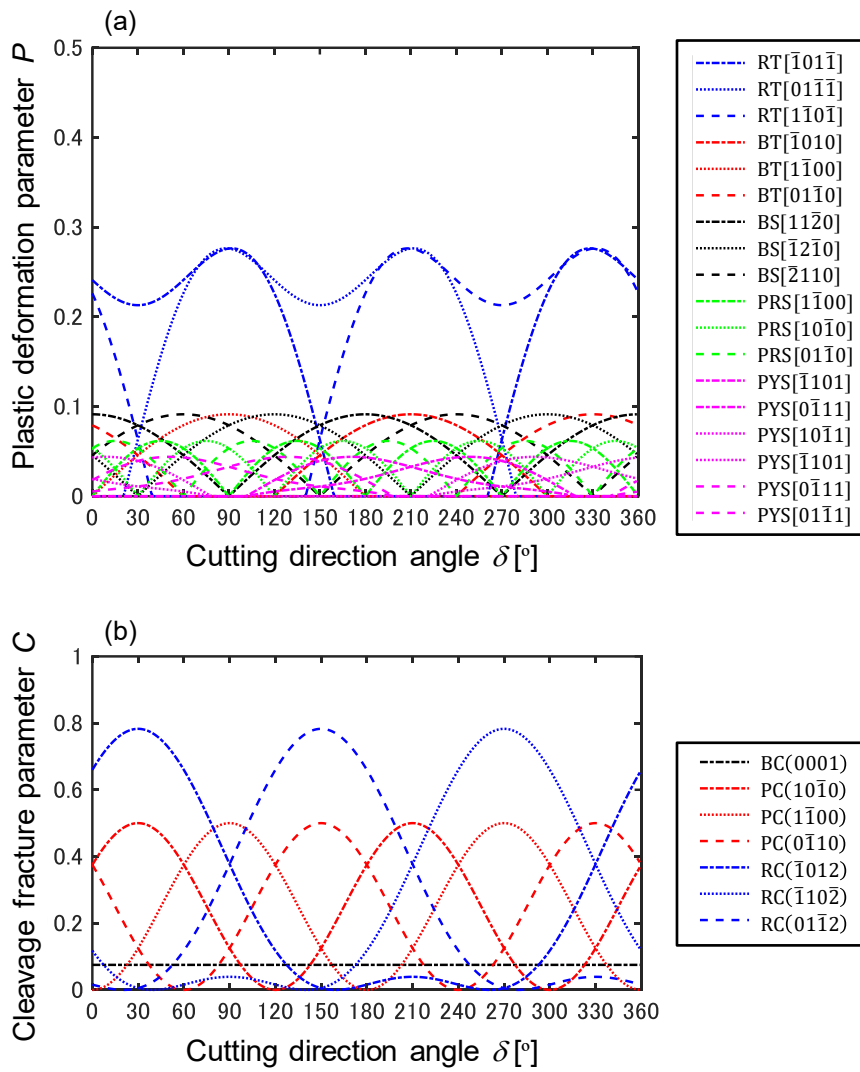 (a)
Plastic deformation parameter P
0.5
0.4
0.3
0.2
0.1
0
0 30 60 90 120 150 180 210 240 270 300 330 360
Cutting direction angle δ[°]
RT[1̄011̄]
RT[011̄1̄]
RT[11̄01̄]
BT[1̄010]
BT[11̄00]
BT[011̄0]
BS[112̄0]
BS[1̄21̄0]
BS[2̄110]
PRS[11̄00]
PRS[101̄0]
PRS[011̄0]
PYS[1̄101]
PYS[01̄11]
PYS[101̄1]
PYS[1̄101]
PYS[01̄11]
PYS[011̄1]
(b)
Cleavage fracture parameter C
1
0.8
0.6
0.4
0.2
0
0 30 60 90 120 150 180 210 240 270 300 330 360
Cutting direction angle δ[°]
BC(0001)
PC(101̄0)
PC(11̄00)
PC(01̄10)
RC(1̄012)
RC(1̄102̄)
RC(011̄2)